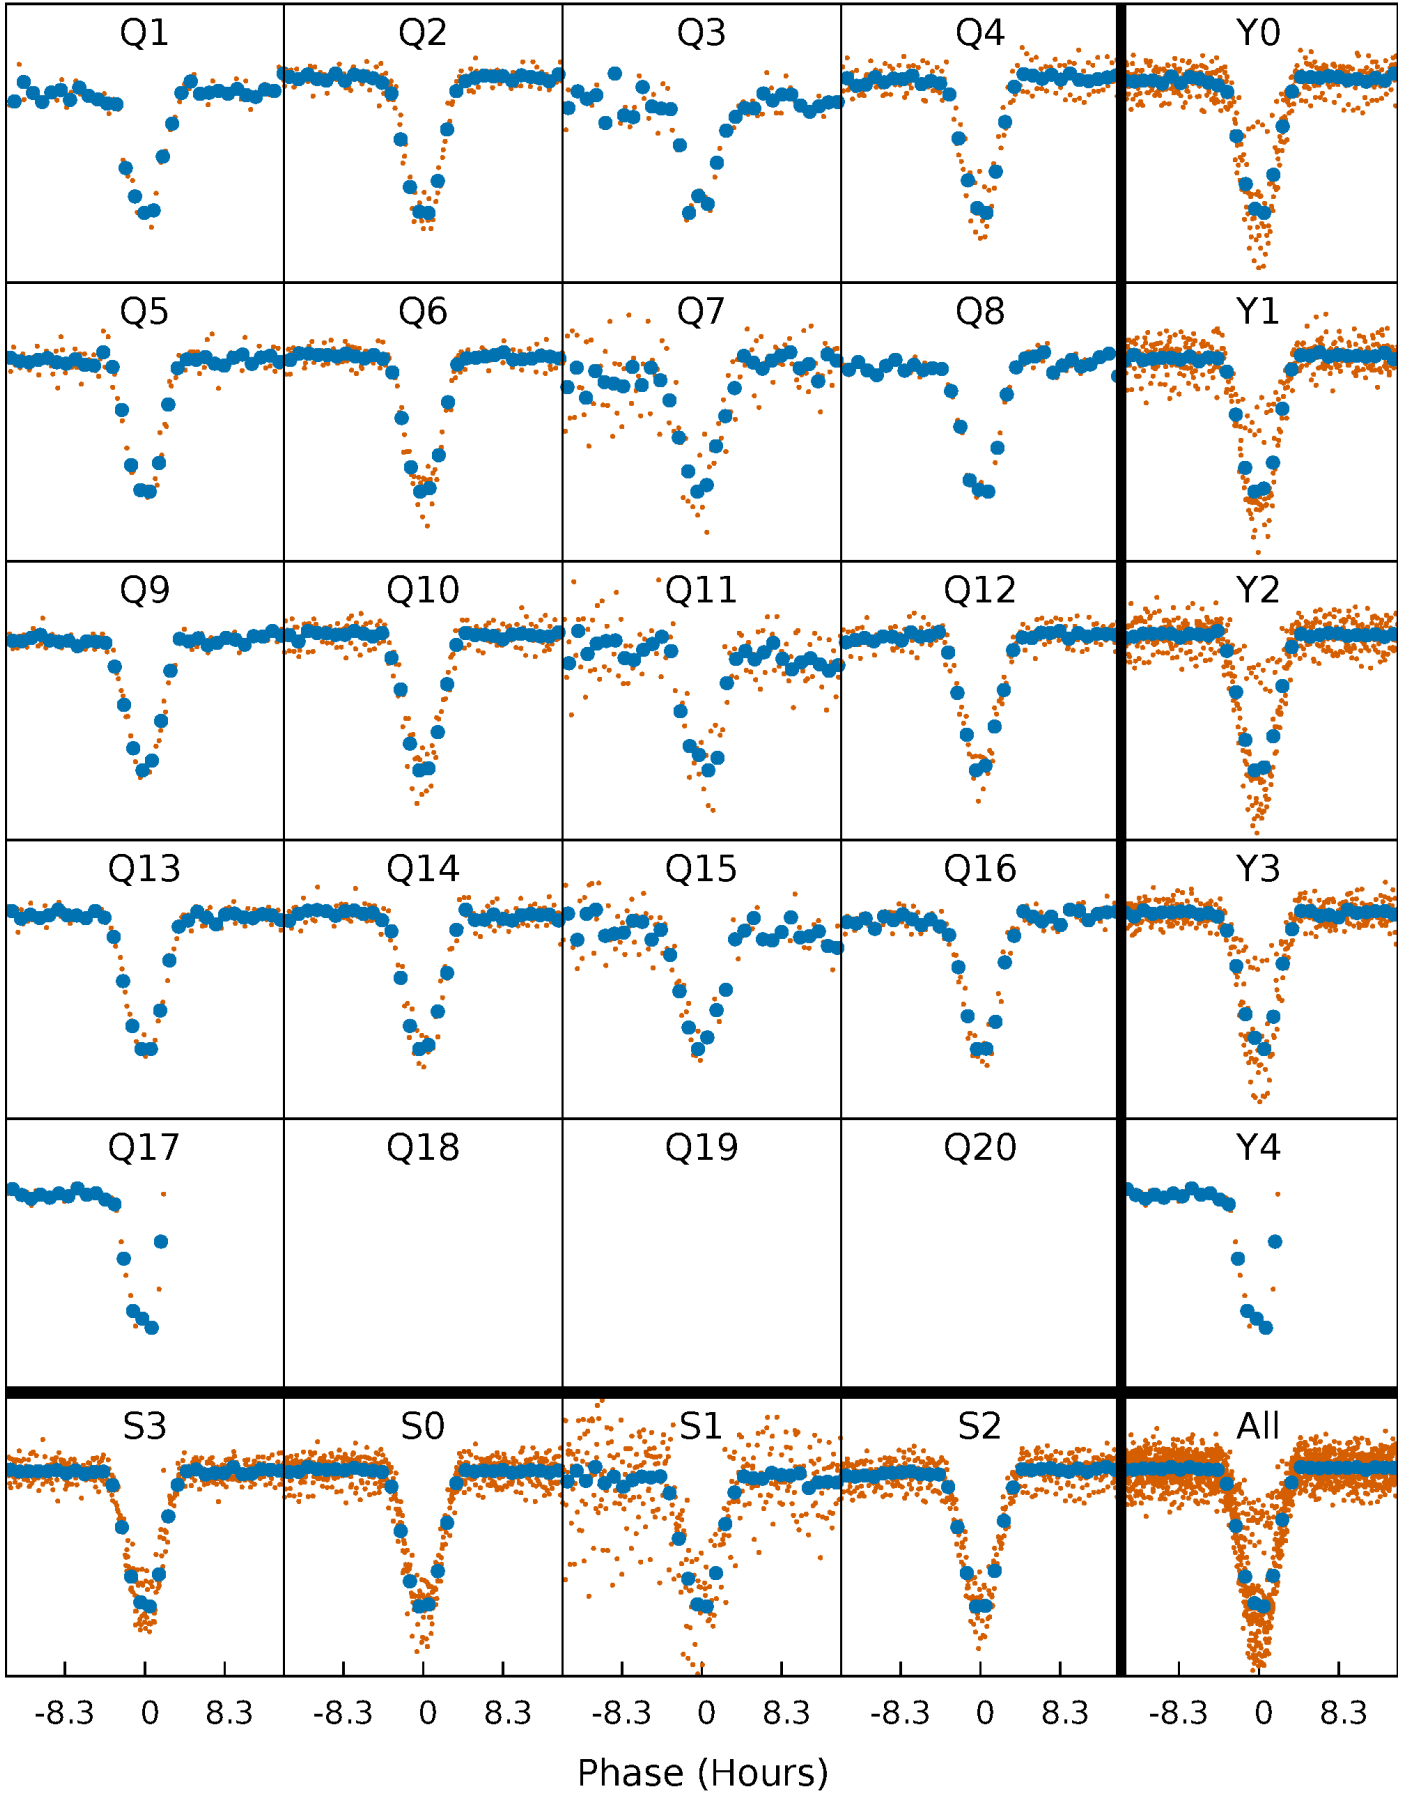 Q1 Q2 Q3 Q4 Y0
Q5 Q6 Q7 Q8 Y1
Q9 Q10 Q11 Q12 Y2
Q13 Q14 Q15 Q16 Y3
Q17 Q18 Q19 Q20 Y4
S3 S0 S1 S2 All
-8.3 0 8.3 -8.3 0 8.3 -8.3 0 8.3 -8.3 0 8.3 -8.3 0 8.3
Phase (Hours)